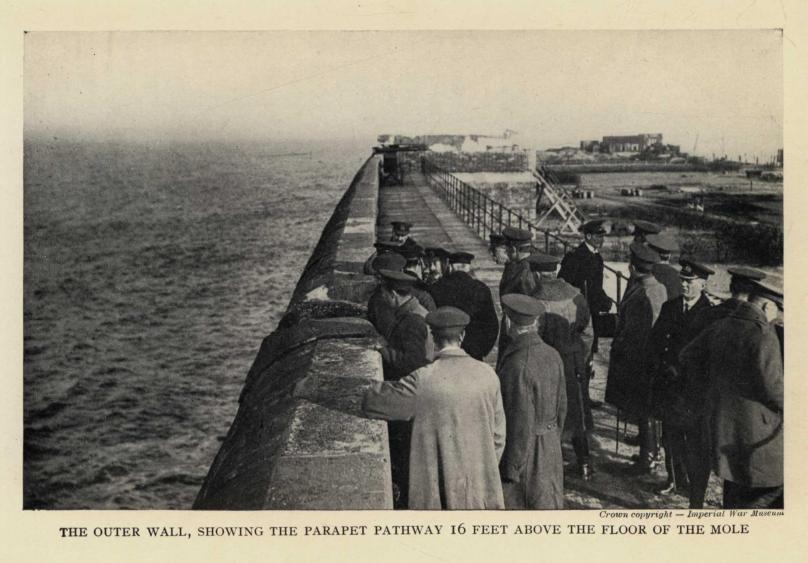 Crown copyright — Imperial War Museum
THE OUTER WALL, SHOWING THE PARAPET PATHWAY 16 FEET ABOVE THE FLOOR OF THE MOLE